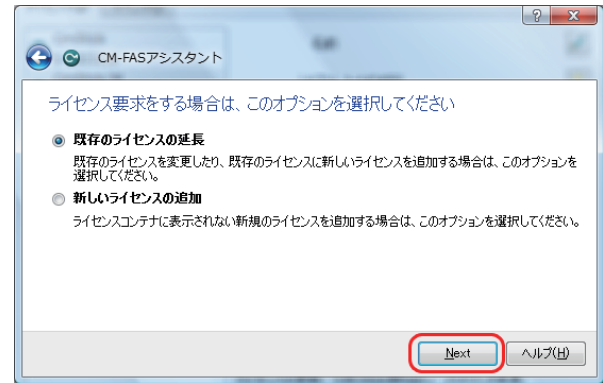 CM-FASアシスタント
ライセンス要求をする場合は、このオプションを選択してください
既存のライセンスの延長
既存のライセンスを変更したり、既存のライセンスに新しいライセンスを追加する場合は、このオプションを
選択してください。
新しいライセンスの追加
ライセンスコンテナに表示されない新規のライセンスを追加する場合は、このオプションを選択してください。
Next
ヘルプ(H)